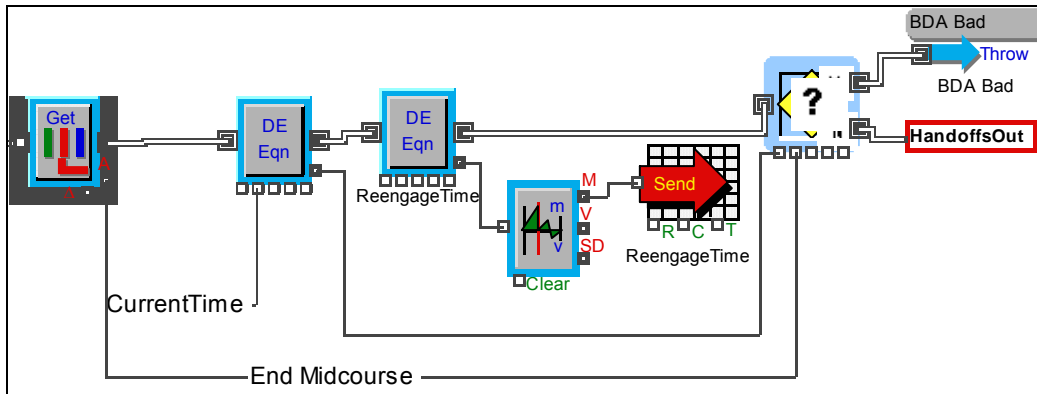 BDA Bad
Throw
BDA Bad
HandoffsOut
?
Get
A
DE
Eqn
DE
Eqn
ReengageTime
M
V
SD
m
v
Clear
Send
R C T
ReengageTime
CurrentTime
End Midcourse